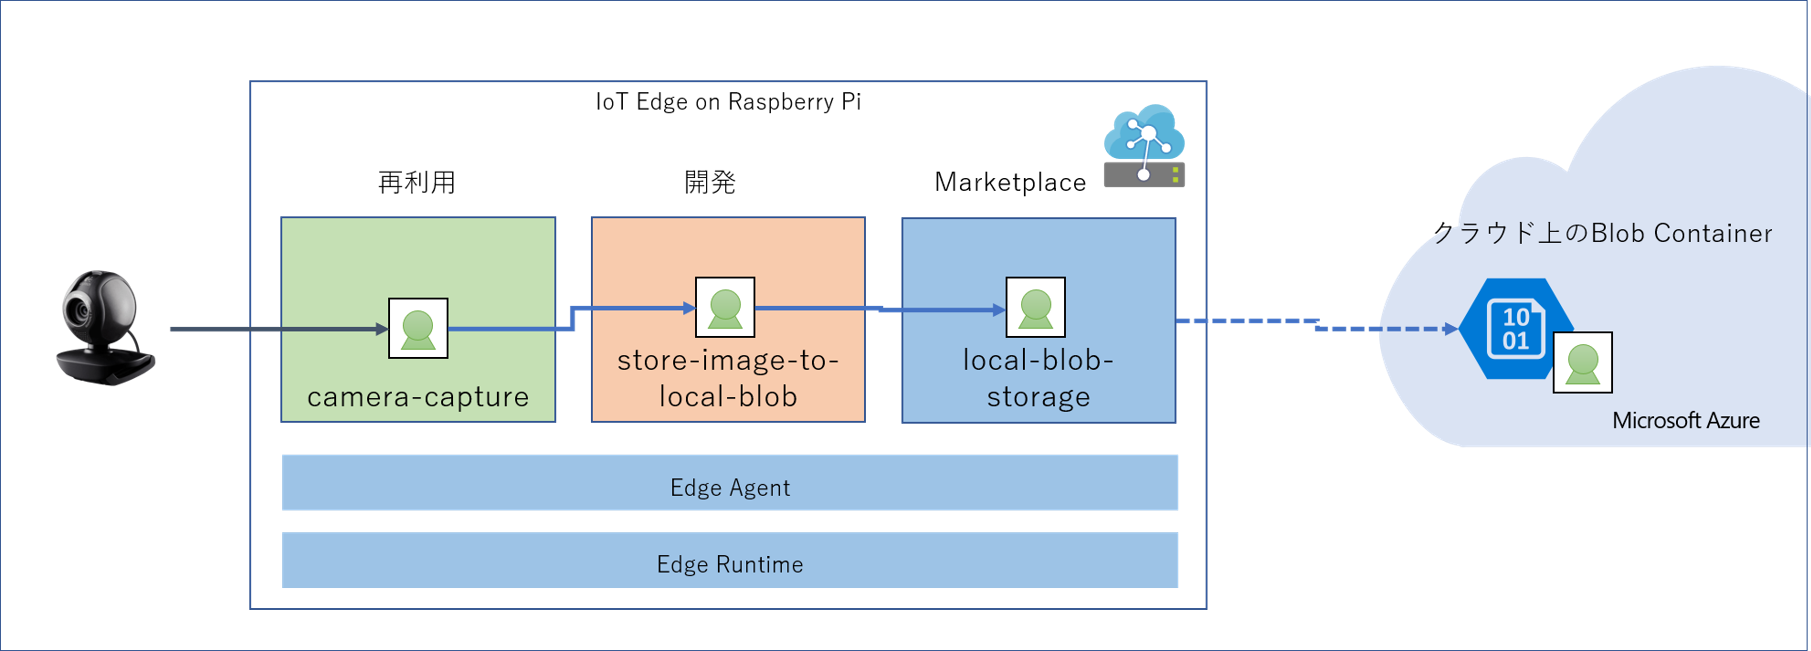 IoT Edge on Raspberry Pi
再利用
開発
Marketplace
camera-capture
store-image-to-
local-blob
local-blob-
storage
Edge Agent
Edge Runtime
クラウド上のBlob Container
10
01
Microsoft Azure